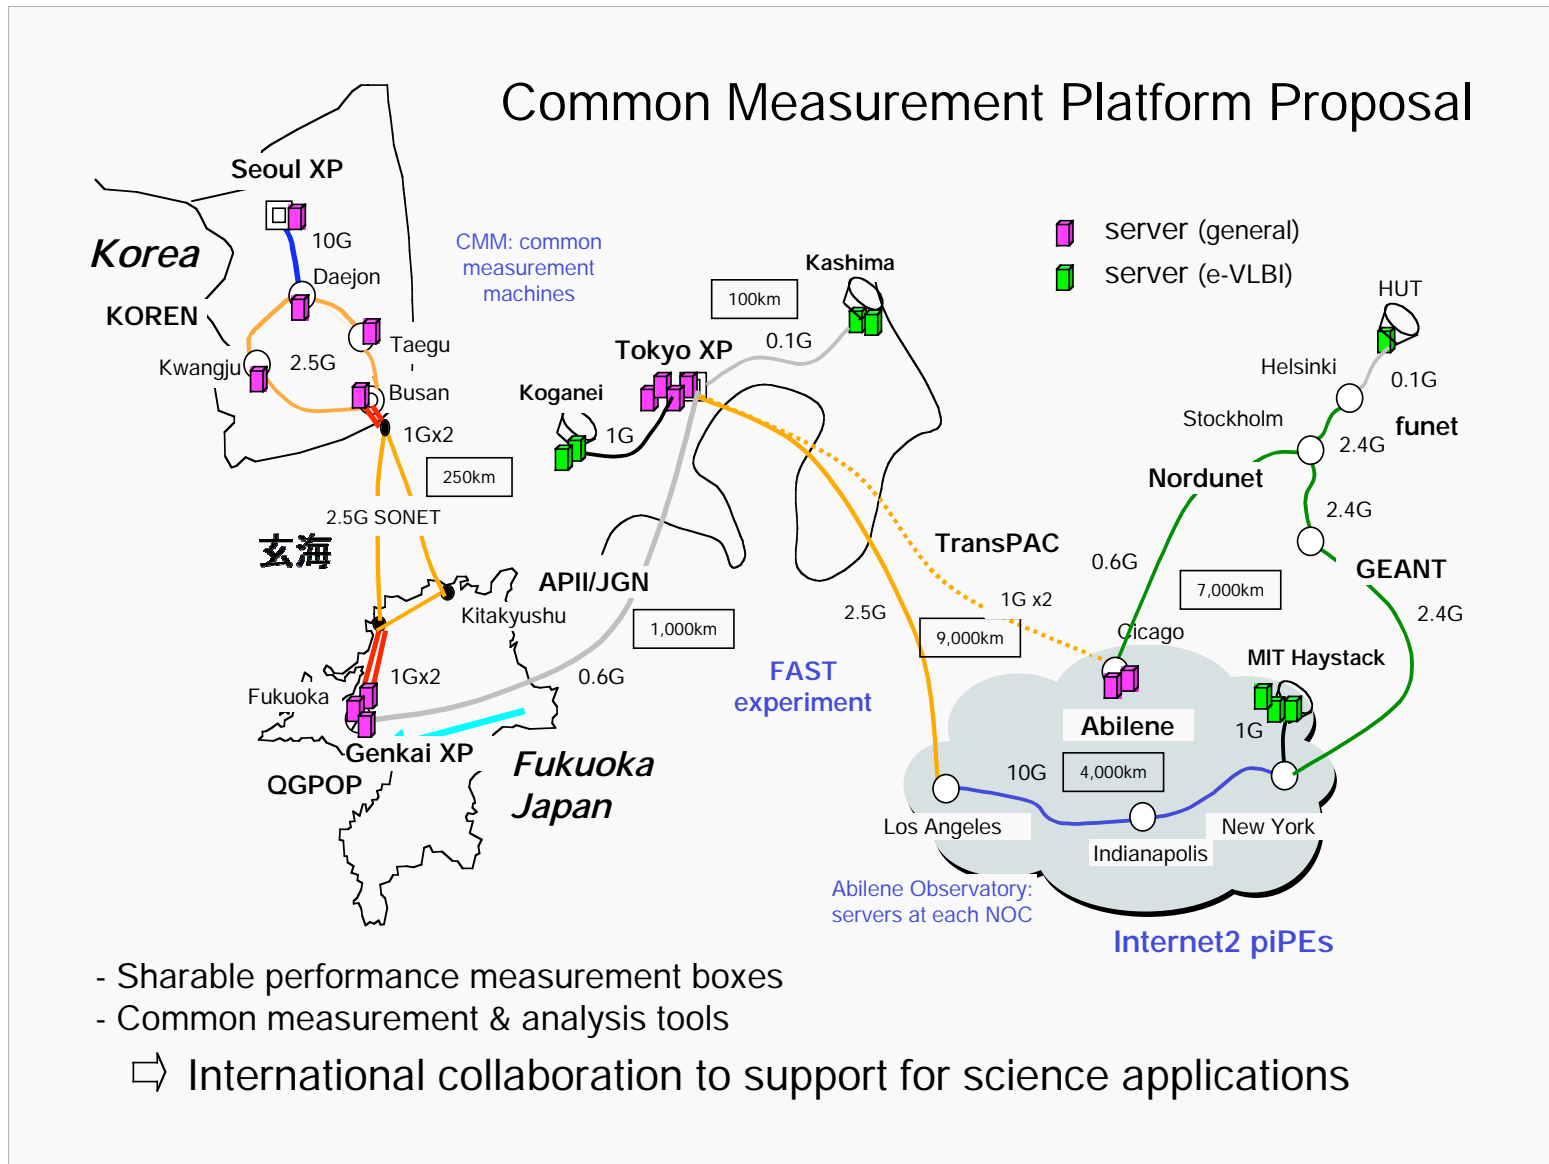 Common Measurement Platform Proposal
Seoul XP
Korea
10G
Daejon
KOREN
Taegu
Kwangju
2.5G
Busan
1Gx2
250km
2.5G SONET
玄海
CMM: common
measurement
machines
server (general)
server (e-VLBI)
Kashima
100km
0.1G
Tokyo XP
Koganei
1G
HUT
Helsinki
0.1G
Stockholm
funet
2.4G
Nordunet
2.4G
TransPAC
0.6G
GEANT
7,000km
2.4G
1G x2
2.5G
9,000km
Cicago
APII/JGN
Kitakyushu
1,000km
0.6G
1Gx2
Fukuoka
Genkai XP
QGPOP
Fukuoka
Japan
FAST
experiment
MIT Haystack
Abilene
1G
10G
4,000km
Los Angeles
New York
Indianapolis
Abilene Observatory:
servers at each NOC
Internet2 piPEs
- Sharable performance measurement boxes
- Common measurement & analysis tools
International collaboration to support for science applications